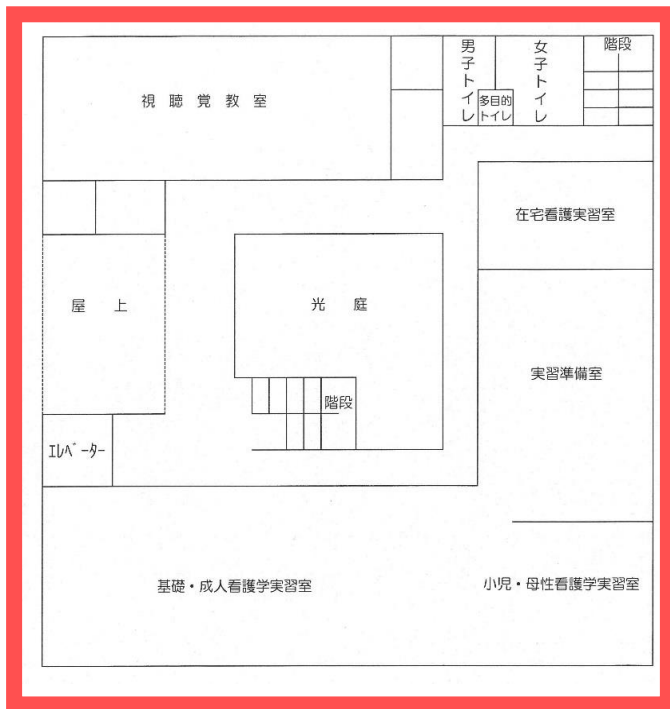 視聴覚教室
男子トイレ
多目的
トイレ
女子トイレ
階段
在宅看護実習室
屋上
光庭
実習準備室
階段
エレベーター
基礎・成人看護学実習室
小児・母性看護学実習室